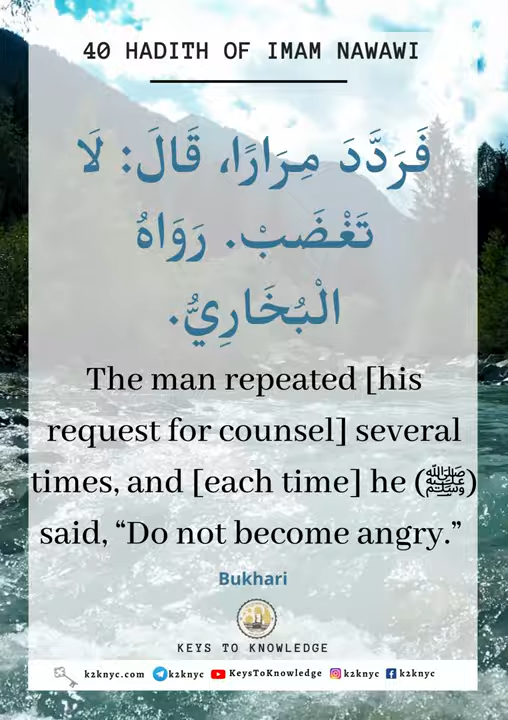 40 HADITH OF IMAM NAWAWI
فَرَدَّدَ مِرَارًا، قَالَ: لَا
تَغْضَبْ. رَوَاهُ
الْبُخَارِيُّ.
The man repeated [his
request for counsel] several
times, and [each time] he (ﷺ)
said, “Do not become angry.”
Bukhari
KEYS TO KNOWLEDGE
k2knyc.com k2knyc KeysToKnowledge k2knyc k2knyc